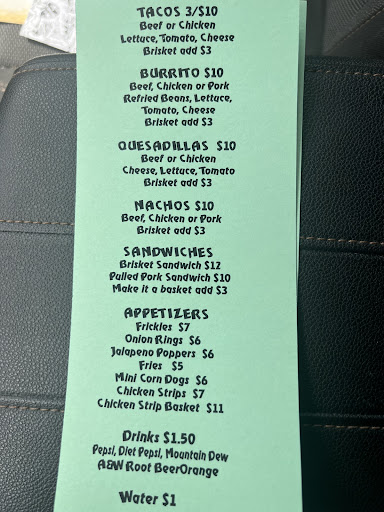 TACOS 3/$10
Beef or Chicken
Lettuce, Tomato, Cheese
Brisket add $3
BURRITO $10
Beef, Chicken or Pork
Refried Beans, Lettuce,
Tomato, Cheese
Brisket add $3
QUESADILLAS $10
Beef or Chicken
Cheese, Lettuce, Tomato
Brisket add $3
NACHOS $10
Beef, Chicken or Pork
Brisket add $3
SANDWICHES
Brisket Sandwich $12
Pulled Pork Sandwich $10
Make it a basket add $3
APPETIZERS
Frickles $7
Onion Rings $6
Jalapeno Poppers $6
Fries $5
Mini Corn Dogs $6
Chicken Strips $7
Chicken Strip Basket $11
Drinks $1.50
Pepsi, Diet Pepsi, Mountain Dew
A&W Root BeerOrange
Water $1